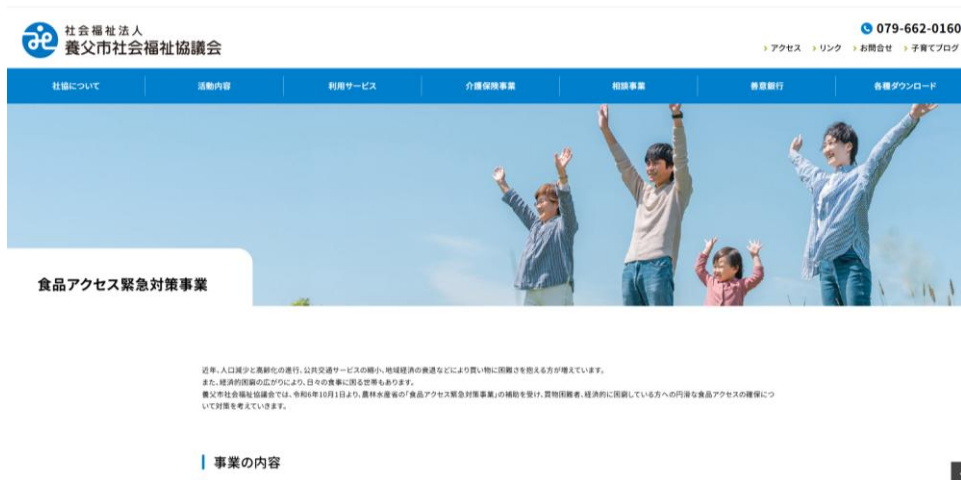 社会福祉法人
養父市社会福祉協議会
079-662-0160
アクセス リンク お問合せ 子育てブログ
社協について 活動内容 利用サービス 介護保険事業 相談事業 善意銀行 各種ダウンロード
食品アクセス緊急対策事業
近年、人口減少と高齢化の進行、公共交通サービスの縮小、地域経済の衰退などにより買い物に困難さを抱える方が増えています。
また、経済的困窮の広がりにより、日々の食事に困る世帯もあります。
養父市社会福祉協議会では、令和6年10月1日より、農林水産省の「食品アクセス緊急対策事業」の補助を受け、買物困難者、経済的に困窮している方への円滑な食品アクセスの確保につ
いて対策を考えていきます。
事業の内容